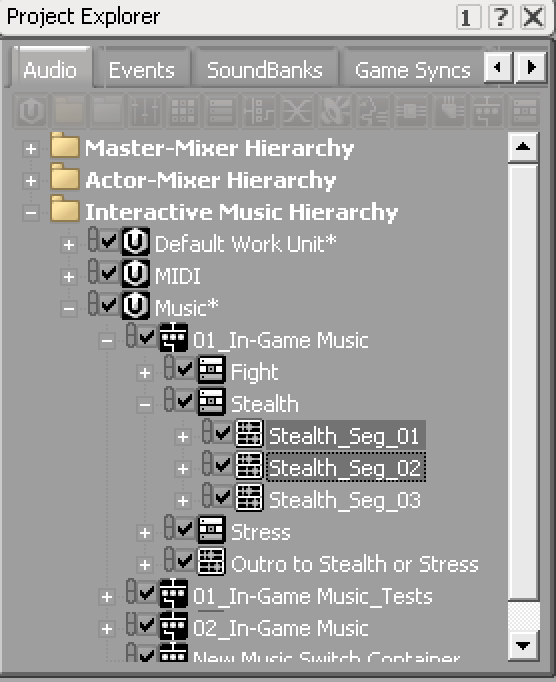 Project Explorer 1 ? X
Audio Events SoundBanks Game Syncs
Master-Mixer Hierarchy
Actor-Mixer Hierarchy
Interactive Music Hierarchy
Default Work Unit*
MIDI
Music*
01_In-Game Music
Fight
Stealth
Stealth_Seg_01
Stealth_Seg_02
Stealth_Seg_03
Stress
Outro to Stealth or Stress
01_In-Game Music_Tests
02_In-Game Music
New Music Switch Container